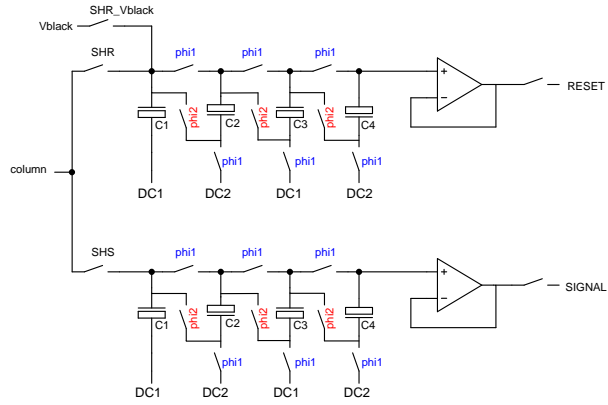 SHR_Vblack
Vblack
SHR phi1 phi1 phi1
+
−
RESET
C1 phi2 C2 phi2 C3 phi2 C4
phi1 phi1 phi1
column
DC1 DC2 DC1 DC2
SHS phi1 phi1 phi1
+
−
SIGNAL
C1 phi2 C2 phi2 C3 phi2 C4
phi1 phi1 phi1
DC1 DC2 DC1 DC2